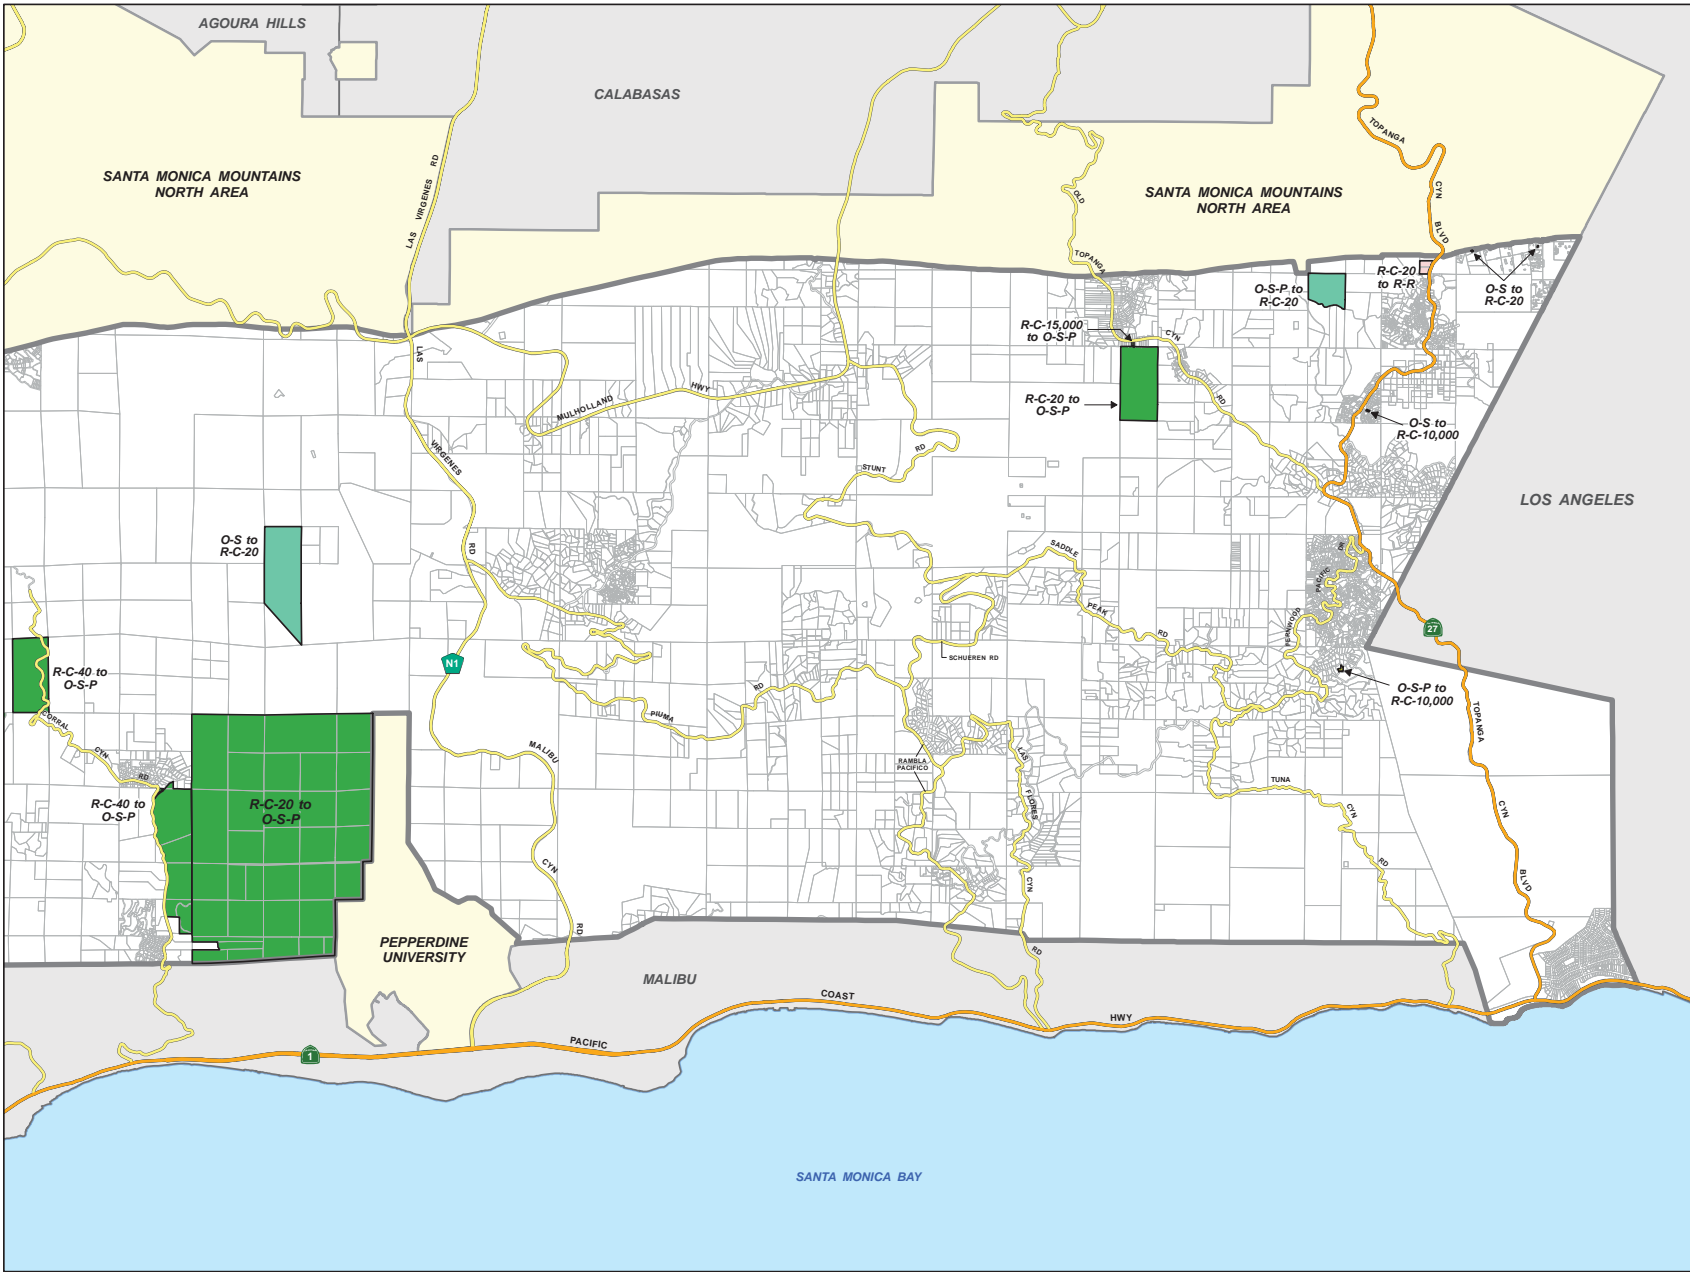 AGOURA HILLS
CALABASAS
SANTA MONICA MOUNTAINS
NORTH AREA
SANTA MONICA MOUNTAINS
NORTH AREA
LAS VIRGENES RD
OLD
TOPANGA
CYN
RD
TOPANGA
CYN
BLVD
O-S-P to
R-C-20
R-C-20
to R-R
O-S to
R-C-20
R-C-15,000
to O-S-P
R-C-20 to
O-S-P
O-S to
R-C-10,000
LOS ANGELES
LAS
VIRGENES
RD
MULHOLLAND
HWY
STUNT
RD
O-S to
R-C-20
SADDLE
PEAK
RD
PACIFIC
DR
FERNWOOD
27
N1
SCHUEREN RD
R-C-40 to
O-S-P
O-S-P to
R-C-10,000
CORRAL
CYN
RD
PIUMA
RD
MALIBU
CYN
RD
RAMBLA
PACIFICO
LAS
FLORES
CYN
RD
TUNA
CYN
RD
TOPANGA
CYN
BLVD
R-C-40 to
O-S-P
R-C-20 to
O-S-P
PEPPERDINE
UNIVERSITY
MALIBU
1
PACIFIC
COAST
HWY
SANTA MONICA BAY